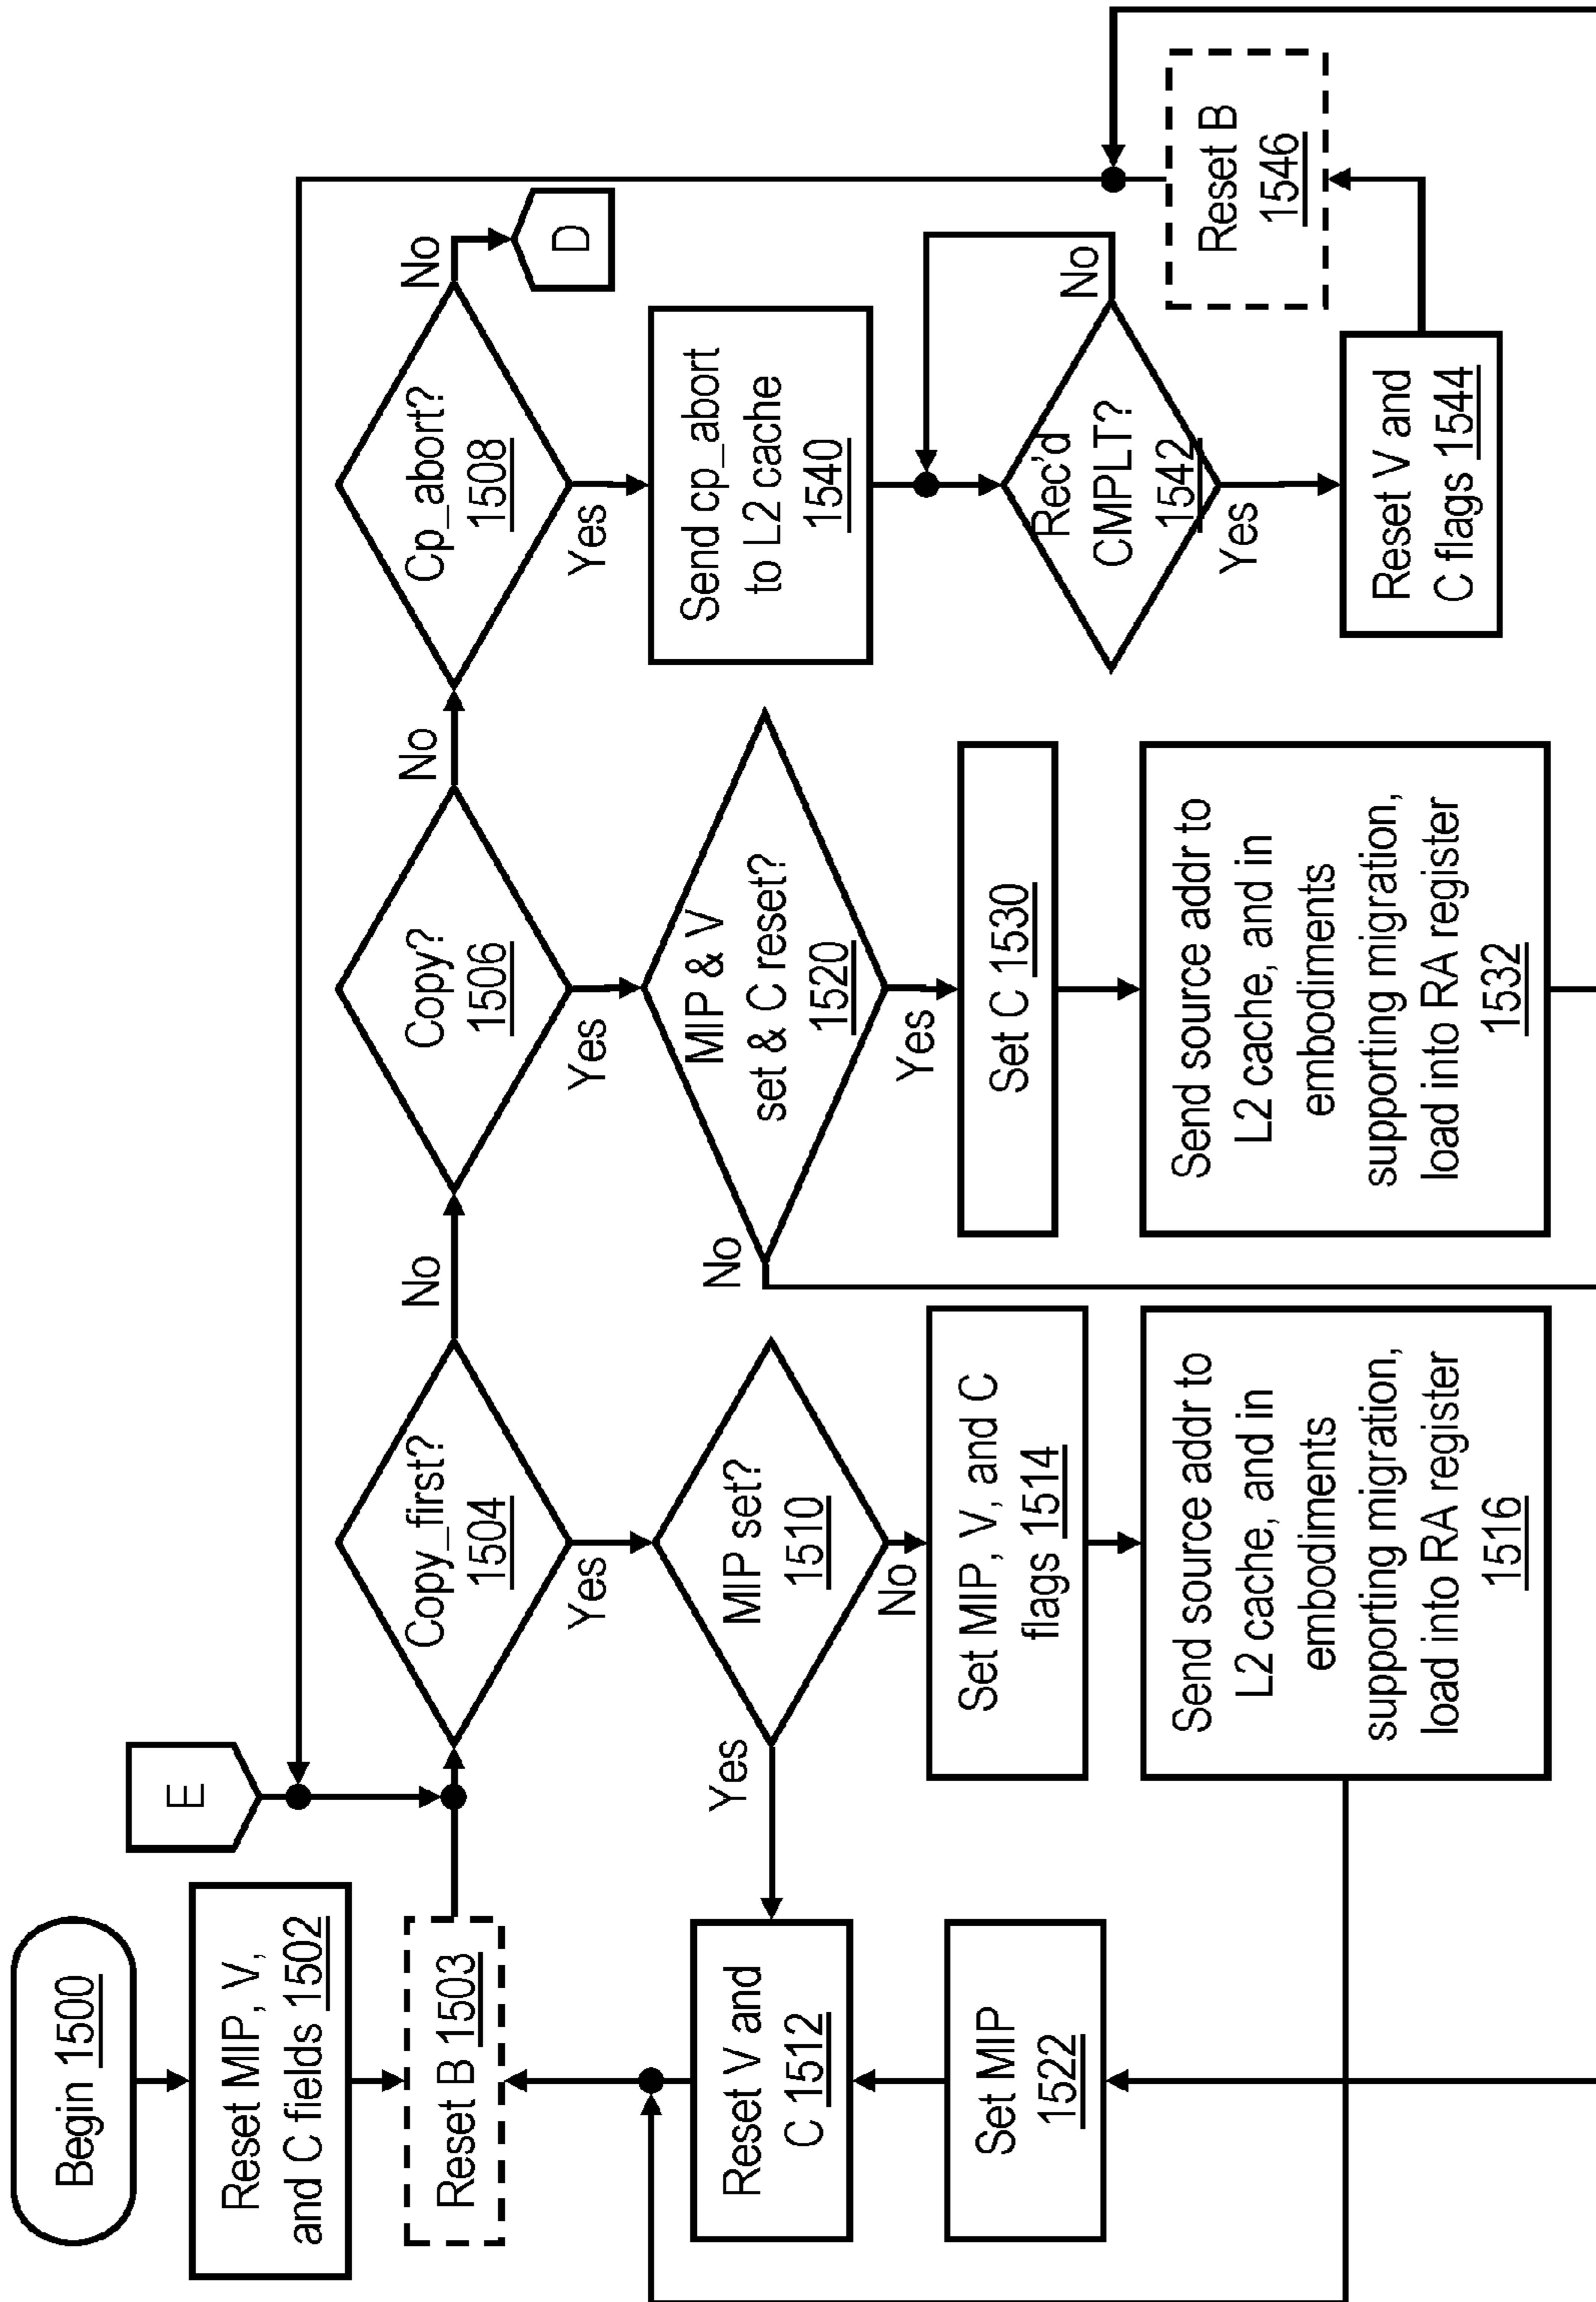 Begin 1500
Reset MIP, V,
and C fields 1502
Reset B 1503
E
Copy_first?
1504
No
Yes
Copy?
1506
No
Yes
Cp_abort?
1508
No
Yes
D
MIP set?
1510
Yes
No
Reset V and
C 1512
Set MIP
1522
Set MIP, V, and C
flags 1514
Send source addr to
L2 cache, and in
embodiments
supporting migration,
load into RA register
1516
MIP & V
set & C reset?
1520
No
Yes
Set C 1530
Send source addr to
L2 cache, and in
embodiments
supporting migration,
load into RA register
1532
Send cp_abort
to L2 cache
1540
Rec'd
CMPLT?
1542
No
Yes
Reset V and
C flags 1544
Reset B
1546